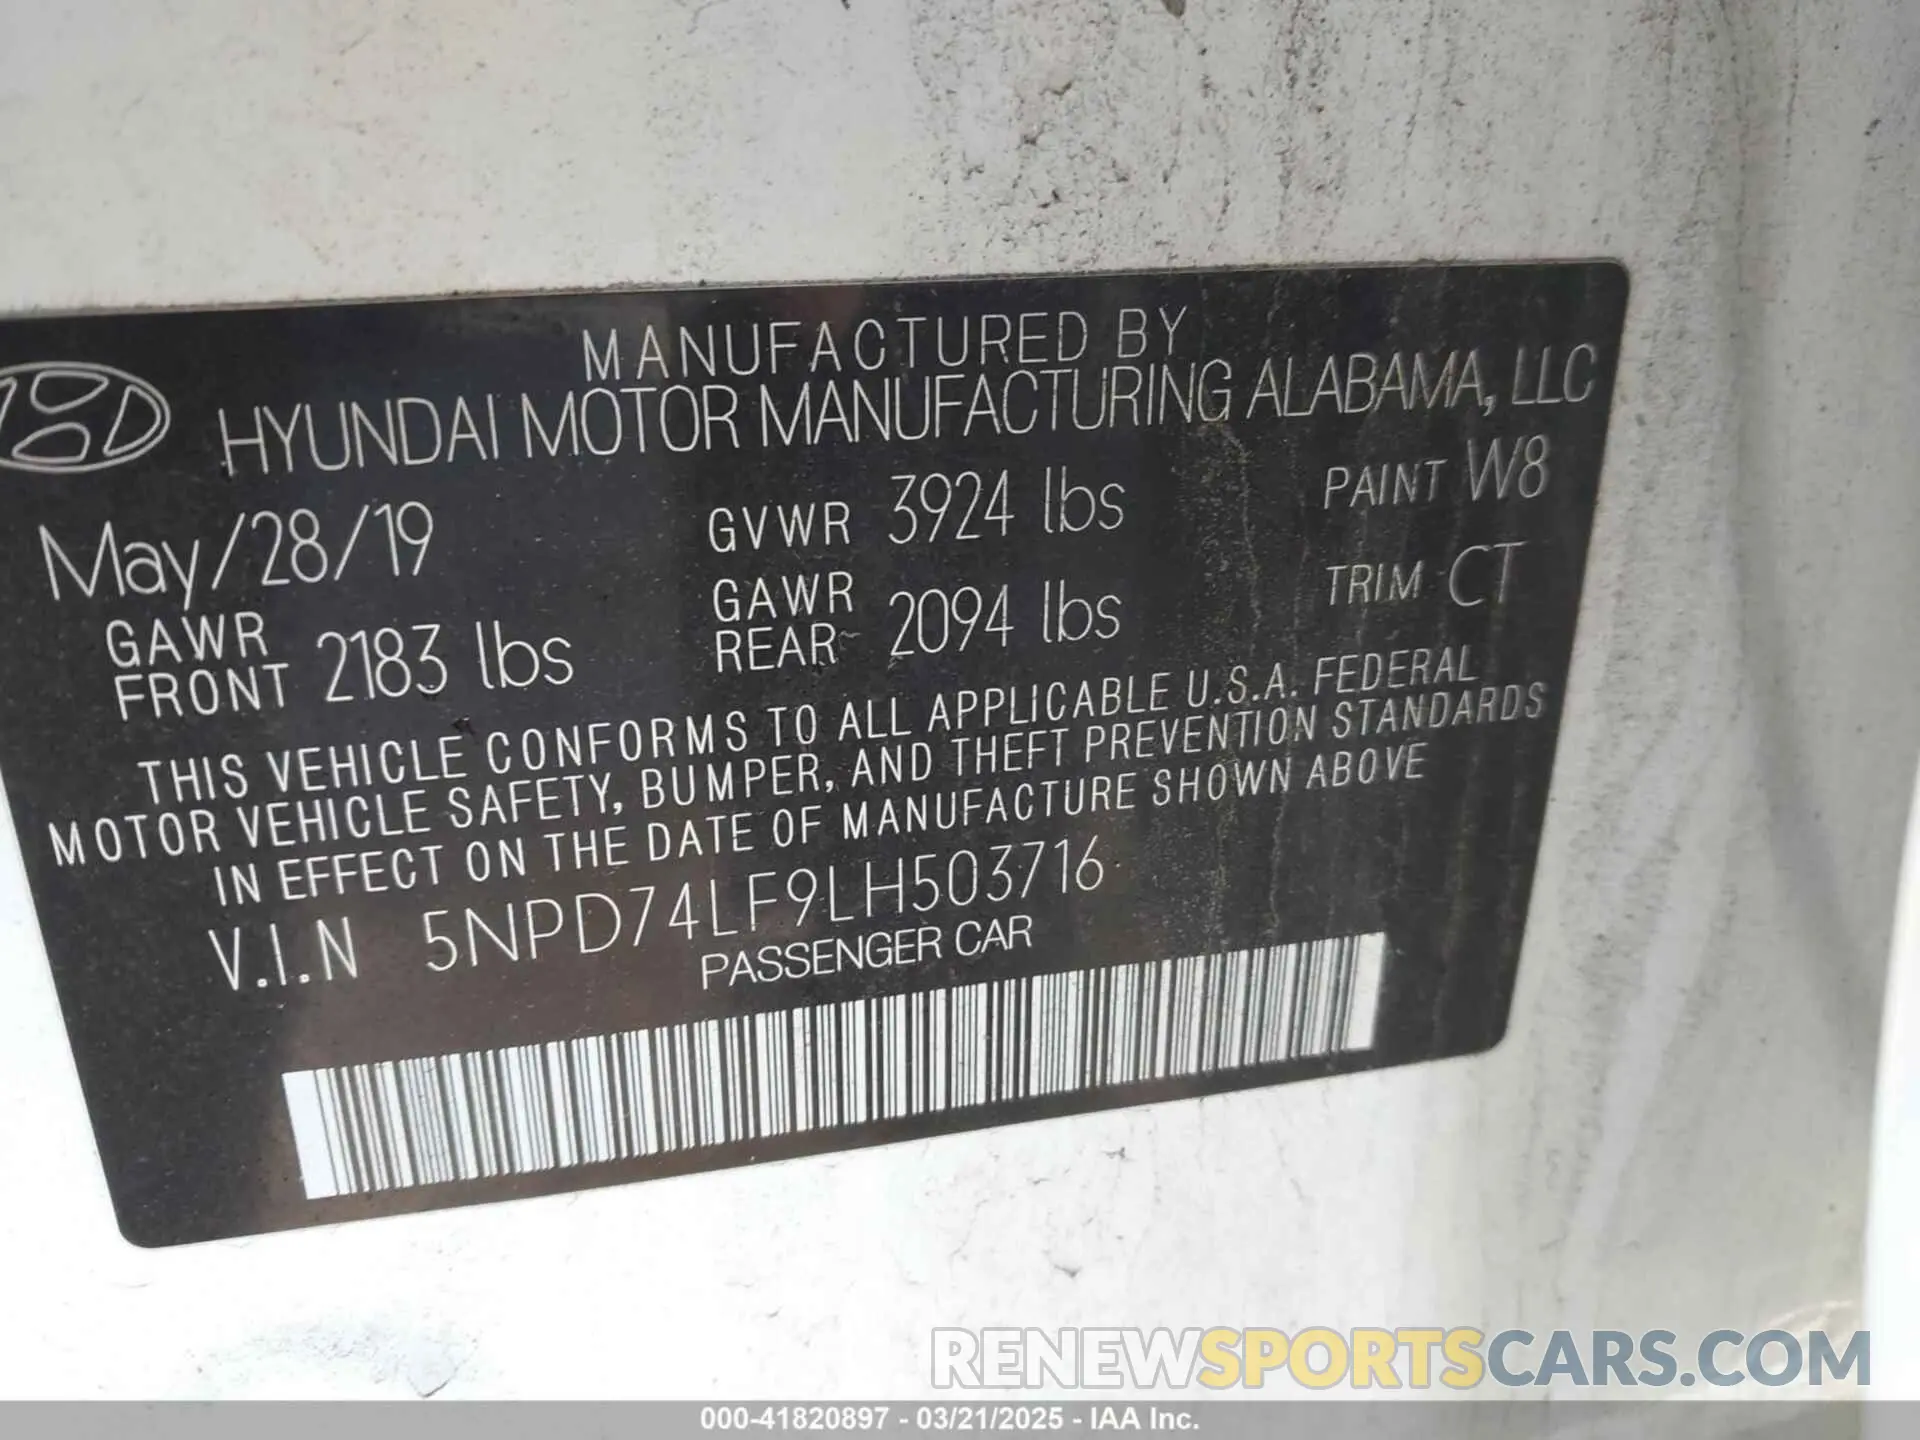 MANUFACTURED BY
HYUNDAI MOTOR MANUFACTURING ALABAMA, LLC
May/28/19 GVWR 3924 lbs PAINT W8
GAWR FRONT 2183 lbs GAWR REAR 2094 lbs TRIM CT
THIS VEHICLE CONFORMS TO ALL APPLICABLE U.S.A. FEDERAL
MOTOR VEHICLE SAFETY, BUMPER, AND THEFT PREVENTION STANDARDS
IN EFFECT ON THE DATE OF MANUFACTURE SHOWN ABOVE
V.I.N 5NPD74LF9LH503716
PASSENGER CAR
RENEWSPORTSCARS.COM
000-41820897 - 03/21/2025 - IAA Inc.